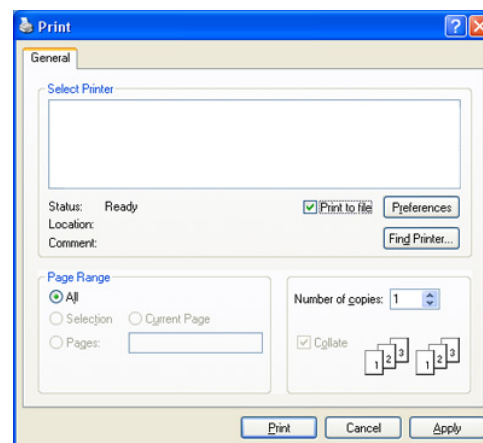 Print
General
Select Printer
Status: Ready
Print to file
Preferences
Location:
Comment:
Find Printer...
Page Range
All
Selection
Current Page
Pages:
Number of copies: 1
Collate
1 2 3 1 2 3
Print
Cancel
Apply